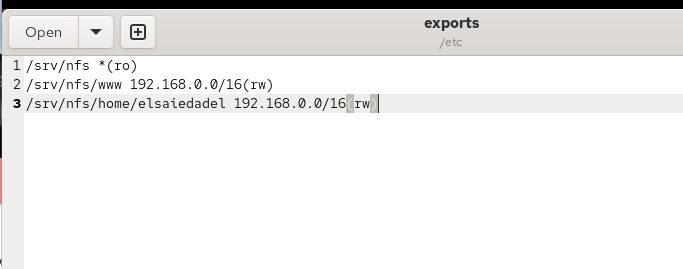 Open
exports
/etc
1 /srv/nfs *(ro)
2 /srv/nfs/www 192.168.0.0/16(rw)
3 /srv/nfs/home/elsaiedadel 192.168.0.0/16(rw)